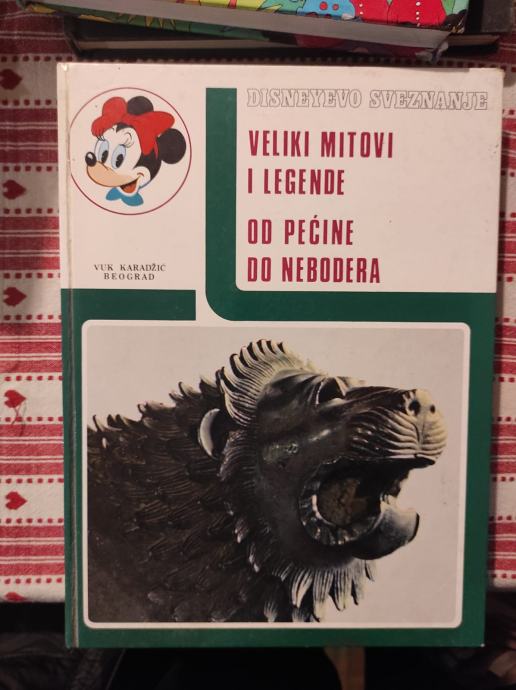 DISNEYEVO SVEZNANJE
VELIKI MITOVI
I LEGENDE
OD PEĆINE
DO NEBODERA
VUK KARADŽIĆ
BEOGRAD